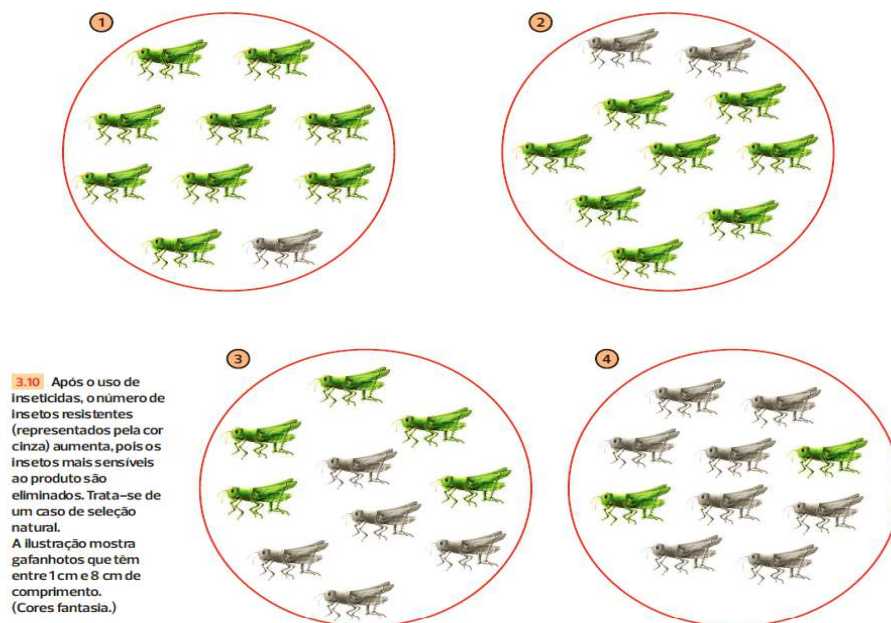 1
2
3
4
3.10 Após o uso de
inseticidas, o número de
insetos resistentes
(representados pela cor
cinza) aumenta, pois os
insetos mais sensíveis
ao produto são
eliminados. Trata-se de
um caso de seleção
natural.
A ilustração mostra
gafanhotos que têm
entre 1 cm e 8 cm de
comprimento.
(Cores fantasia.)